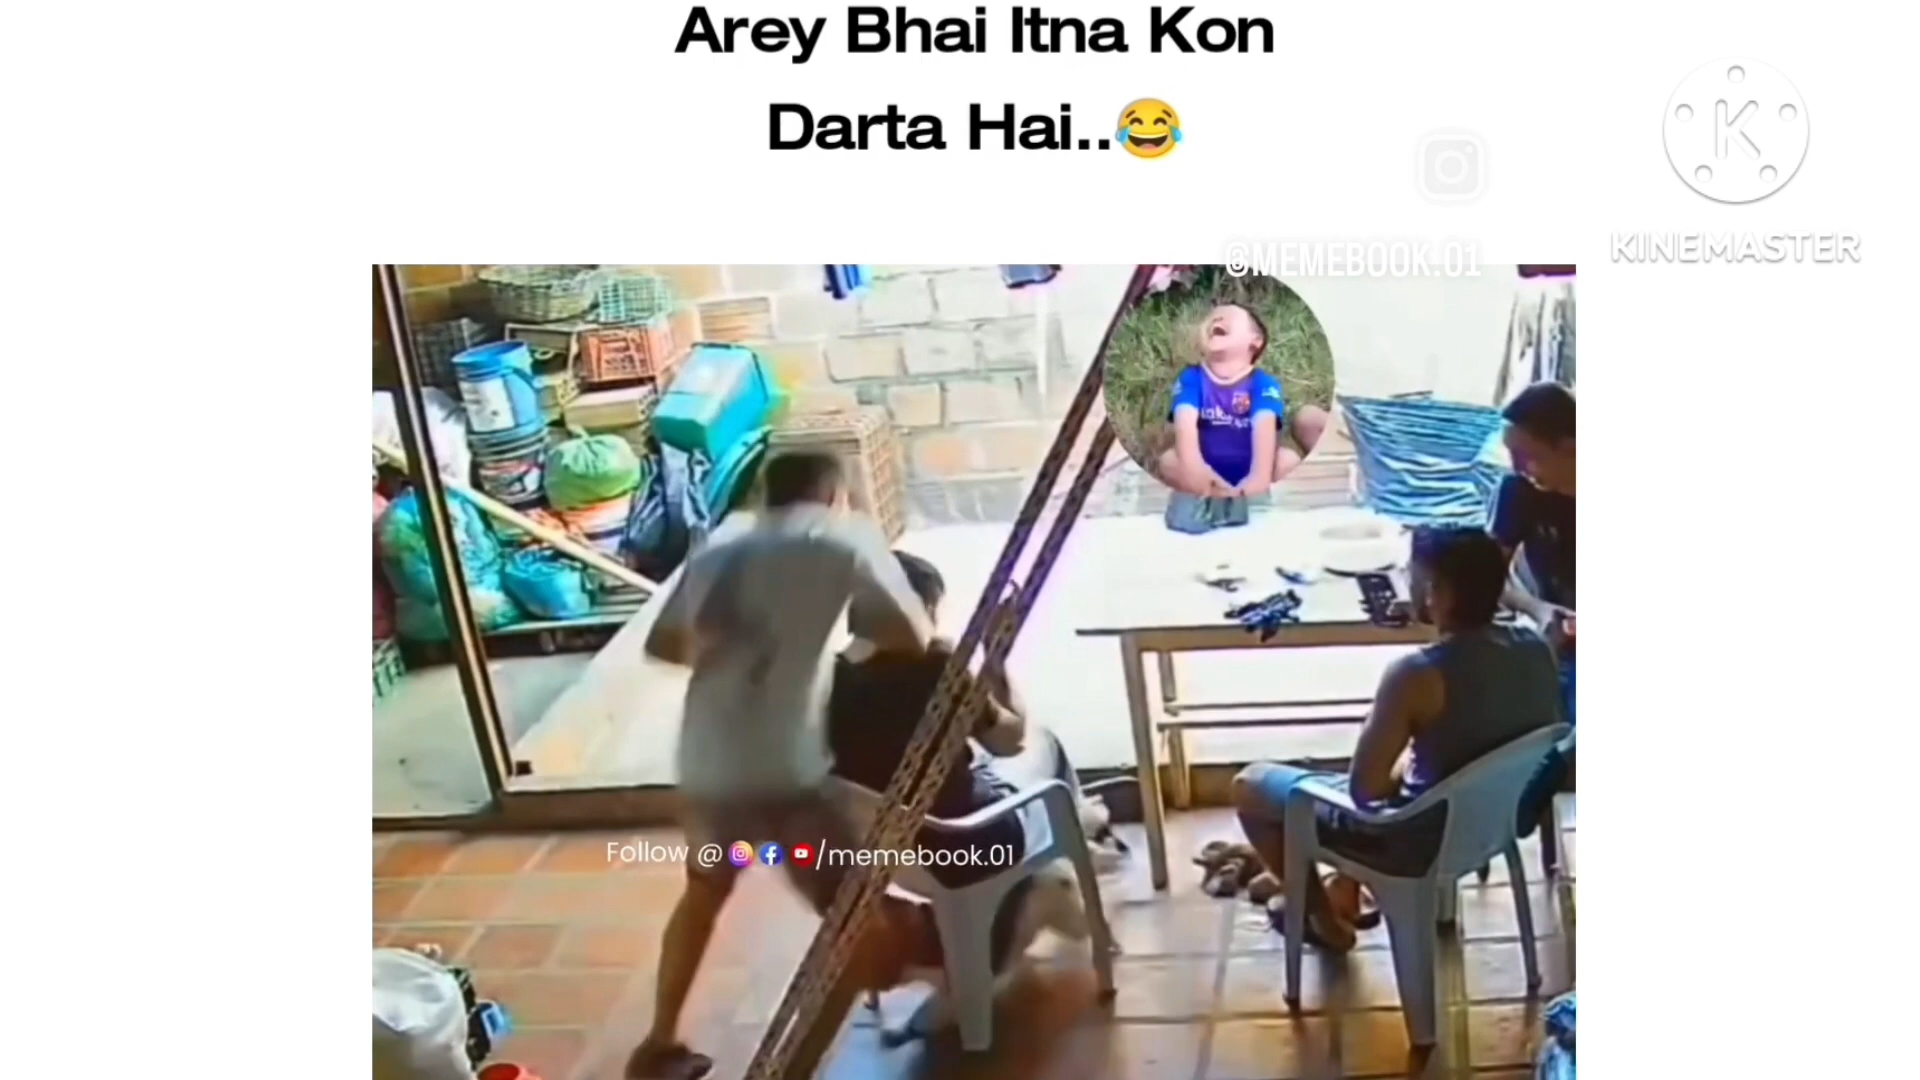 Arey Bhai Itna Kon
Darta Hai..😂
@MEMEBOOK.01
KINEMASTER
Follow @ /memebook.01